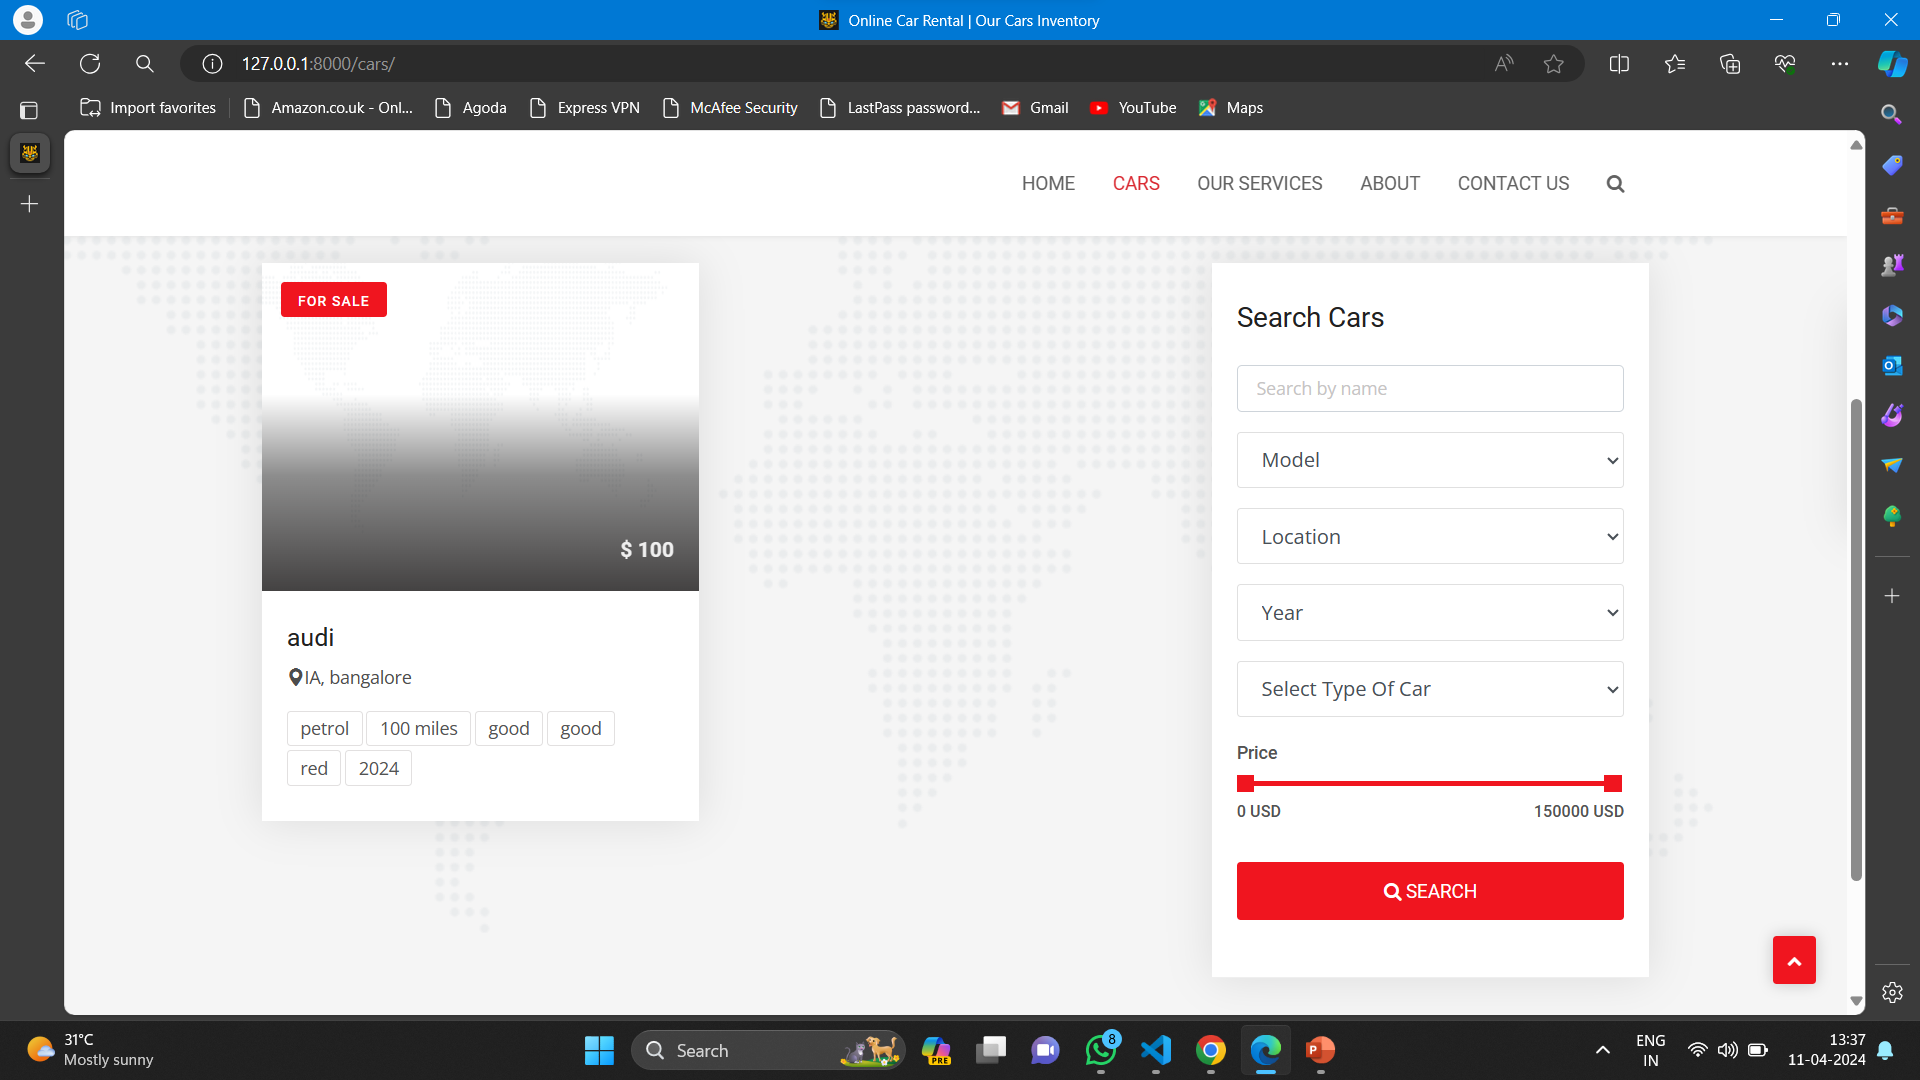 Online Car Rental | Our Cars Inventory
127.0.0.1:8000/cars/
Import favorites
Amazon.co.uk - Onl...
Agoda
Express VPN
McAfee Security
LastPass password...
Gmail
YouTube
Maps
HOME CARS OUR SERVICES ABOUT CONTACT US
FOR SALE
$ 100
audi
IA, bangalore
petrol 100 miles good good
red 2024
Search Cars
Search by name
Model
Location
Year
Select Type Of Car
Price
0 USD 150000 USD
SEARCH
31°C
Mostly sunny
Search
PRE
8
P
ENG
IN
13:37
11-04-2024